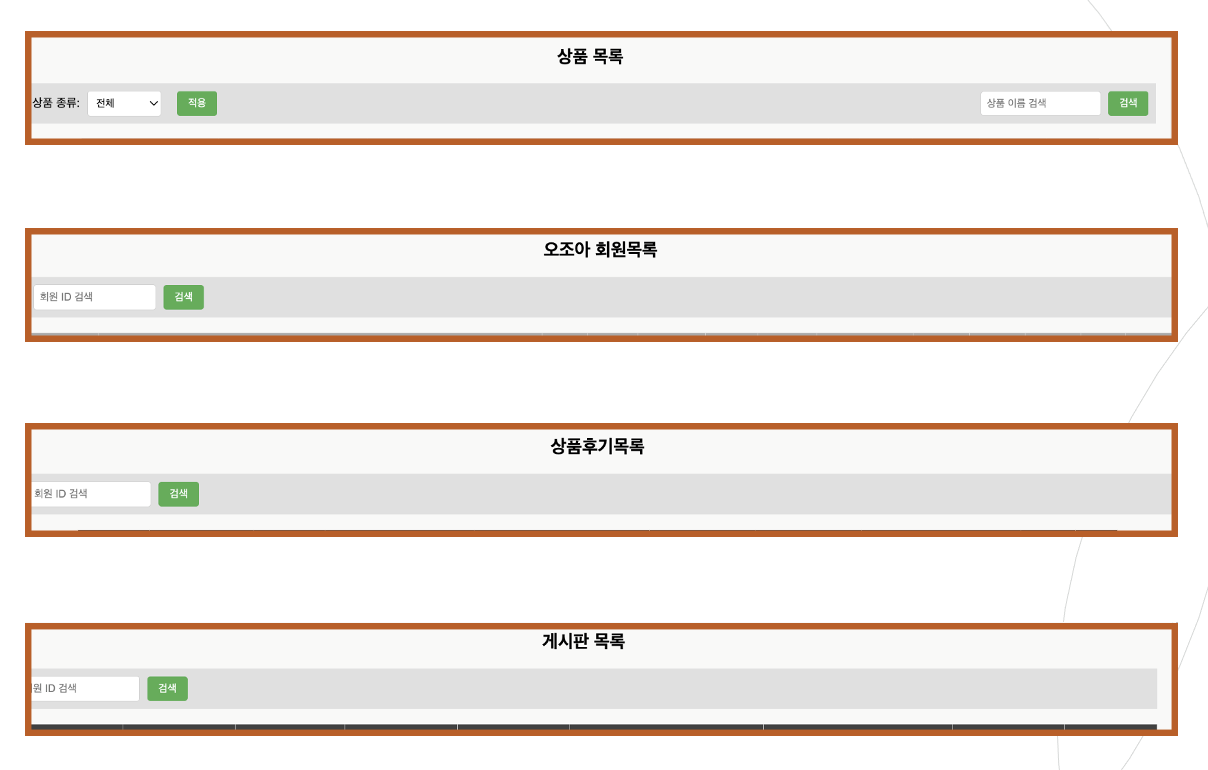 상품 목록
상품 종류: 전체 적용 상품 이름 검색 검색
오조아 회원목록
회원 ID 검색 검색
상품후기목록
회원 ID 검색 검색
게시판 목록
원 ID 검색 검색